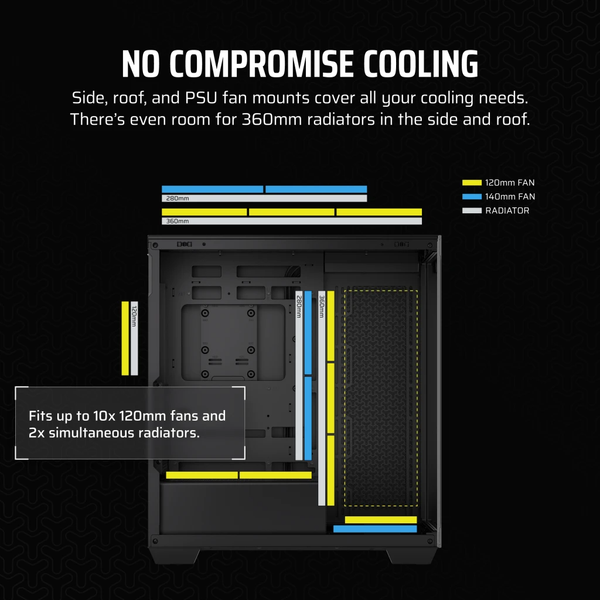 NO COMPROMISE COOLING
Side, roof, and PSU fan mounts cover all your cooling needs.
There's even room for 360mm radiators in the side and roof.
120mm FAN
140mm FAN
RADIATOR
280mm
360mm
120mm
280mm
360mm
Fits up to 10x 120mm fans and
2x simultaneous radiators.